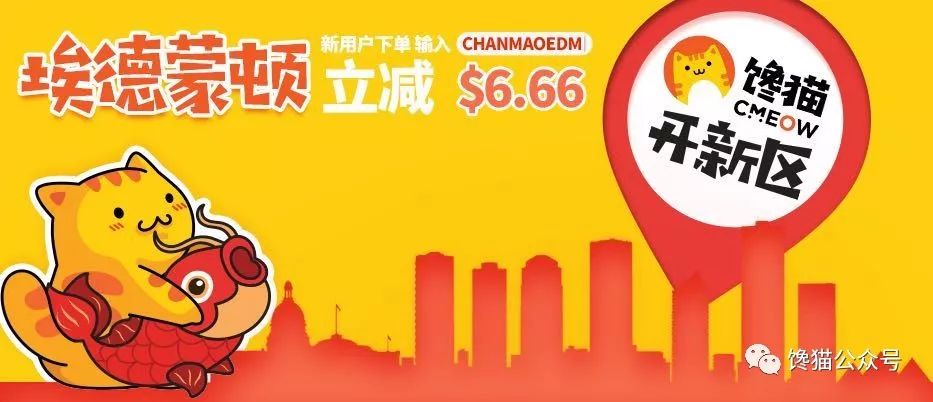 埃德蒙顿
新用户下单 输入 CHANMAOEDM
立减 $6.66
馋猫
CMEOW
开新区
馋猫公众号